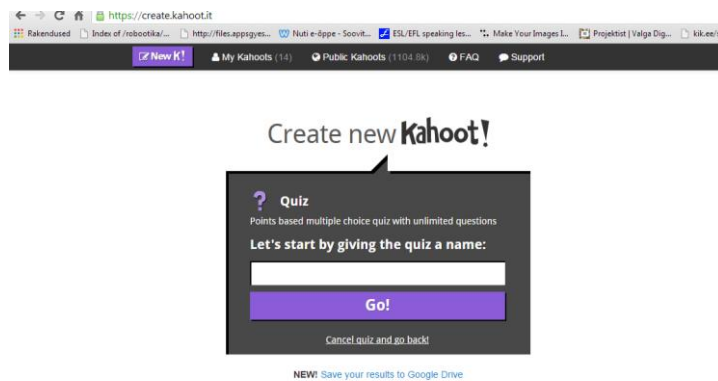 https://create.kahoot.it
Rakendused Index of /robootika/... http://files.appsgyes... Nuti e-õppe - Soovit... ESL/EFL speaking les... Make Your Images I... Projektist | Valga Dig... kik.ee/s
New K! My Kahoots (14) Public Kahoots (1104.8k) FAQ Support
Create new Kahoot!
? Quiz
Points based multiple choice quiz with unlimited questions
Let's start by giving the quiz a name:
Go!
Cancel quiz and go back!
NEW! Save your results to Google Drive